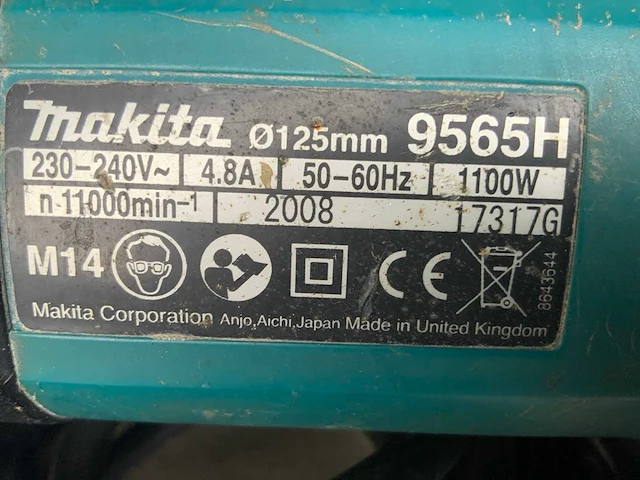 makita Ø125mm 9565H
230-240V~ 4.8A 50-60Hz 1100W
n 11000min-1 2008 17317G
M14 CE
8643644
Makita Corporation Anjo,Aichi,Japan Made in United Kingdom